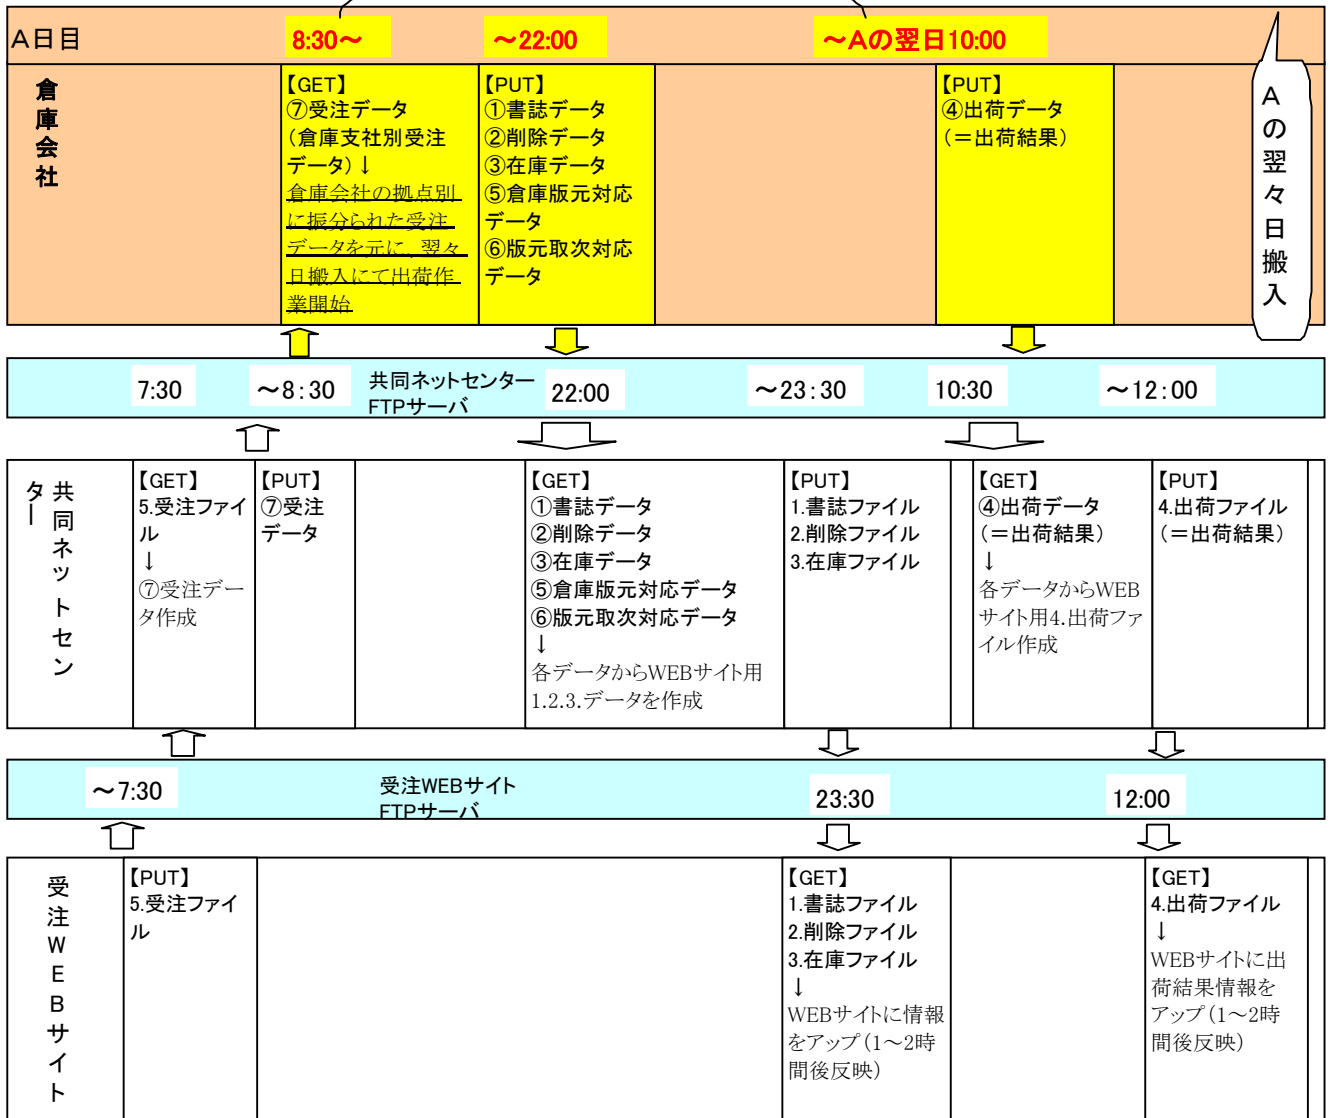 A日目
8:30～
～22:00
～Aの翌日10:00
倉庫会社
【GET】
⑦受注データ
(倉庫支社別受注
データ)↓
倉庫会社の拠点別
に振分られた受注
データを元に、翌々
日搬入にて出荷作
業開始
【PUT】
①書誌データ
②削除データ
③在庫データ
⑤倉庫版元対応
データ
⑥版元取次対応
データ
【PUT】
④出荷データ
(=出荷結果)
Aの翌々日搬入
7:30
～8:30
共同ネットセンター
FTPサーバ
22:00
～23:30
10:30
～12:00
共同ネットセン
ター
【GET】
5.受注ファイ
ル
↓
⑦受注デー
タ作成
【PUT】
⑦受注
データ
【GET】
①書誌データ
②削除データ
③在庫データ
⑤倉庫版元対応データ
⑥版元取次対応データ
↓
各データからWEBサイト用
1.2.3.データを作成
【PUT】
1.書誌ファイル
2.削除ファイル
3.在庫ファイル
【GET】
④出荷データ
(=出荷結果)
↓
各データからWEB
サイト用4.出荷ファ
イル作成
【PUT】
4.出荷ファイル
(=出荷結果)
～7:30
受注WEBサイト
FTPサーバ
23:30
12:00
受注WEBサイト
【PUT】
5.受注ファイ
ル
【GET】
1.書誌ファイル
2.削除ファイル
3.在庫ファイル
↓
WEBサイトに情報
をアップ(1～2時
間後反映)
【GET】
4.出荷ファイル
↓
WEBサイトに出
荷結果情報を
アップ(1～2時
間後反映)